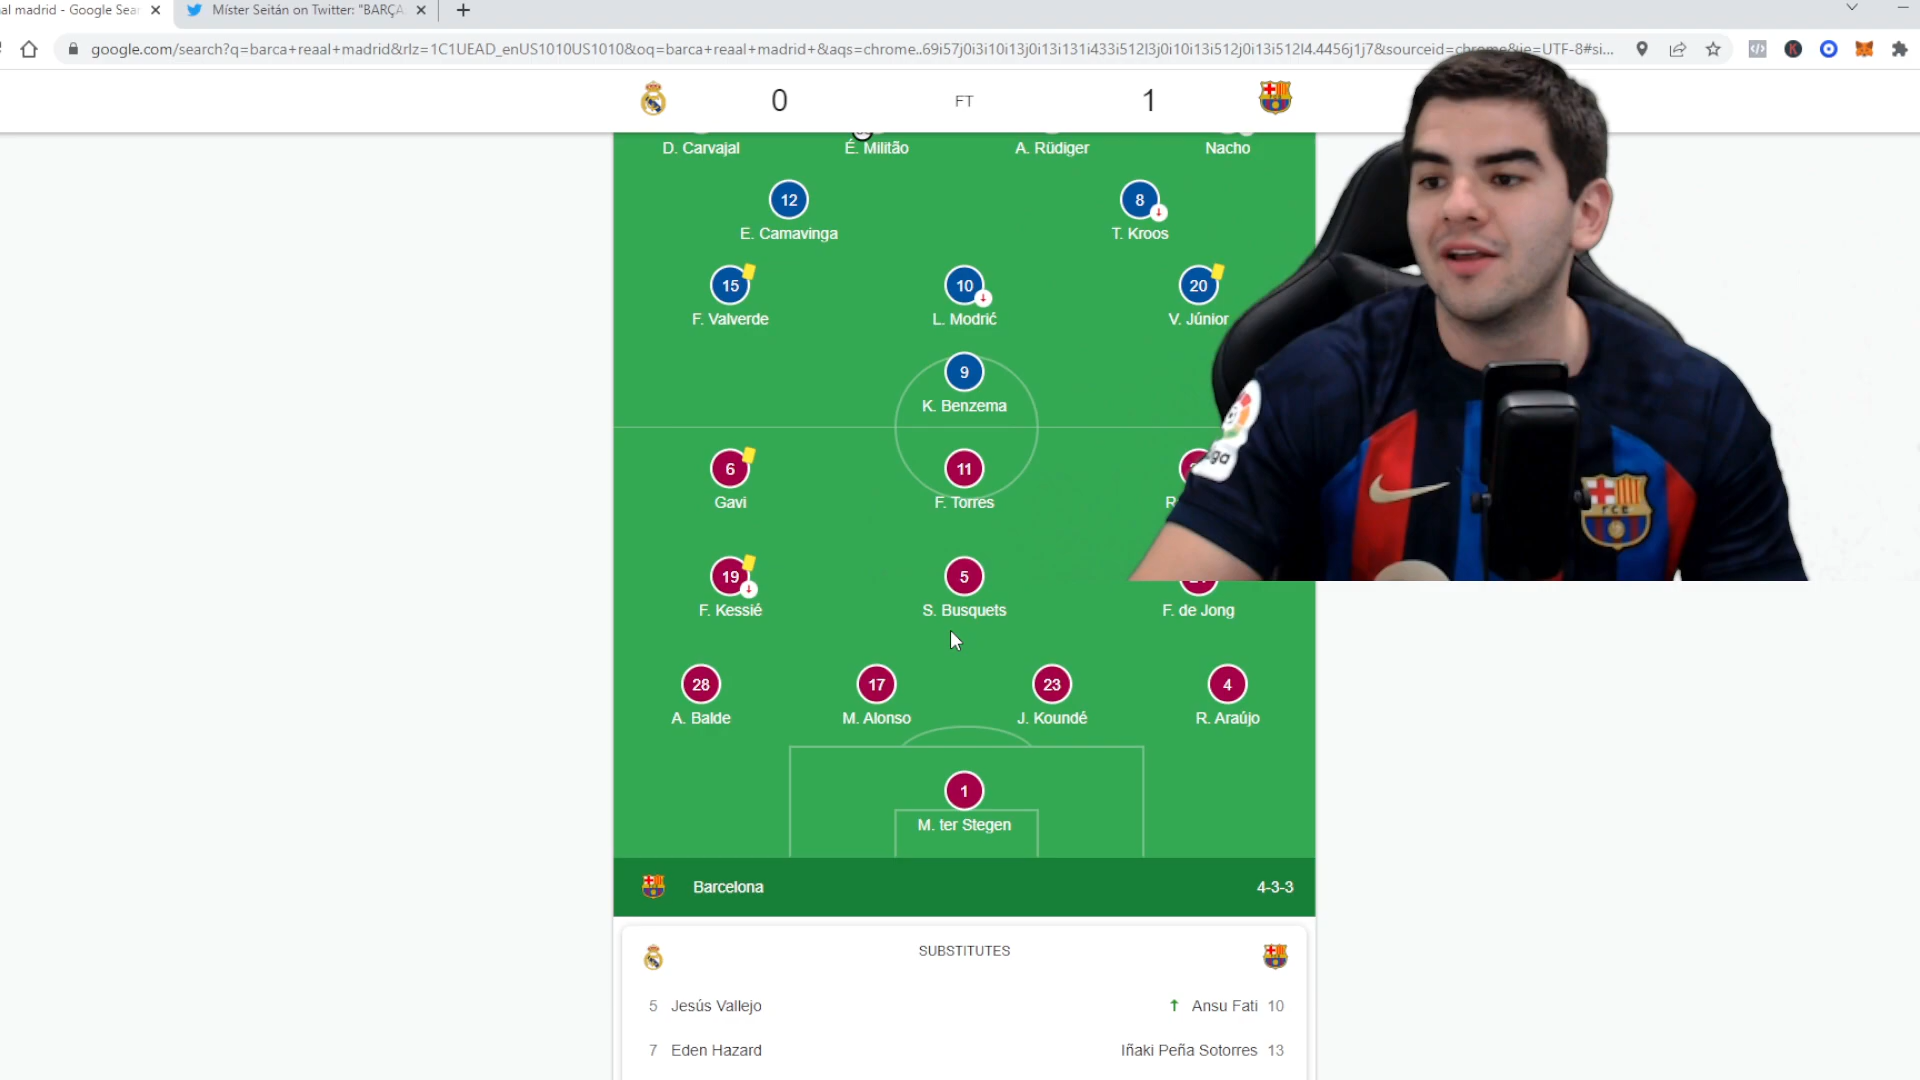 al madrid - Google Sear
Míster Seitán on Twitter: "BARÇA
google.com/search?q=barca+reaal+madrid&rlz=1C1UEAD_enUS1010US1010&oq=barca+reaal+madrid+&aqs=chrome..69i57j0i3i10i13j0i13i131i433i512l3j0i10i13i512j0i13i512l4.4456j1j7&sourceid=chrome&ie=UTF-8#si...
0 FT 1
D. Carvajal É. Militão A. Rüdiger Nacho
12 8
E. Camavinga T. Kroos
15 10 20
F. Valverde L. Modrić V. Júnior
9
K. Benzema
6 11
Gavi F. Torres R
19 5
F. Kessié S. Busquets F. de Jong
28 17 23 4
A. Balde M. Alonso J. Koundé R. Araújo
1
M. ter Stegen
Barcelona 4-3-3
SUBSTITUTES
5 Jesús Vallejo Ansu Fati 10
7 Eden Hazard Iñaki Peña Sotorres 13